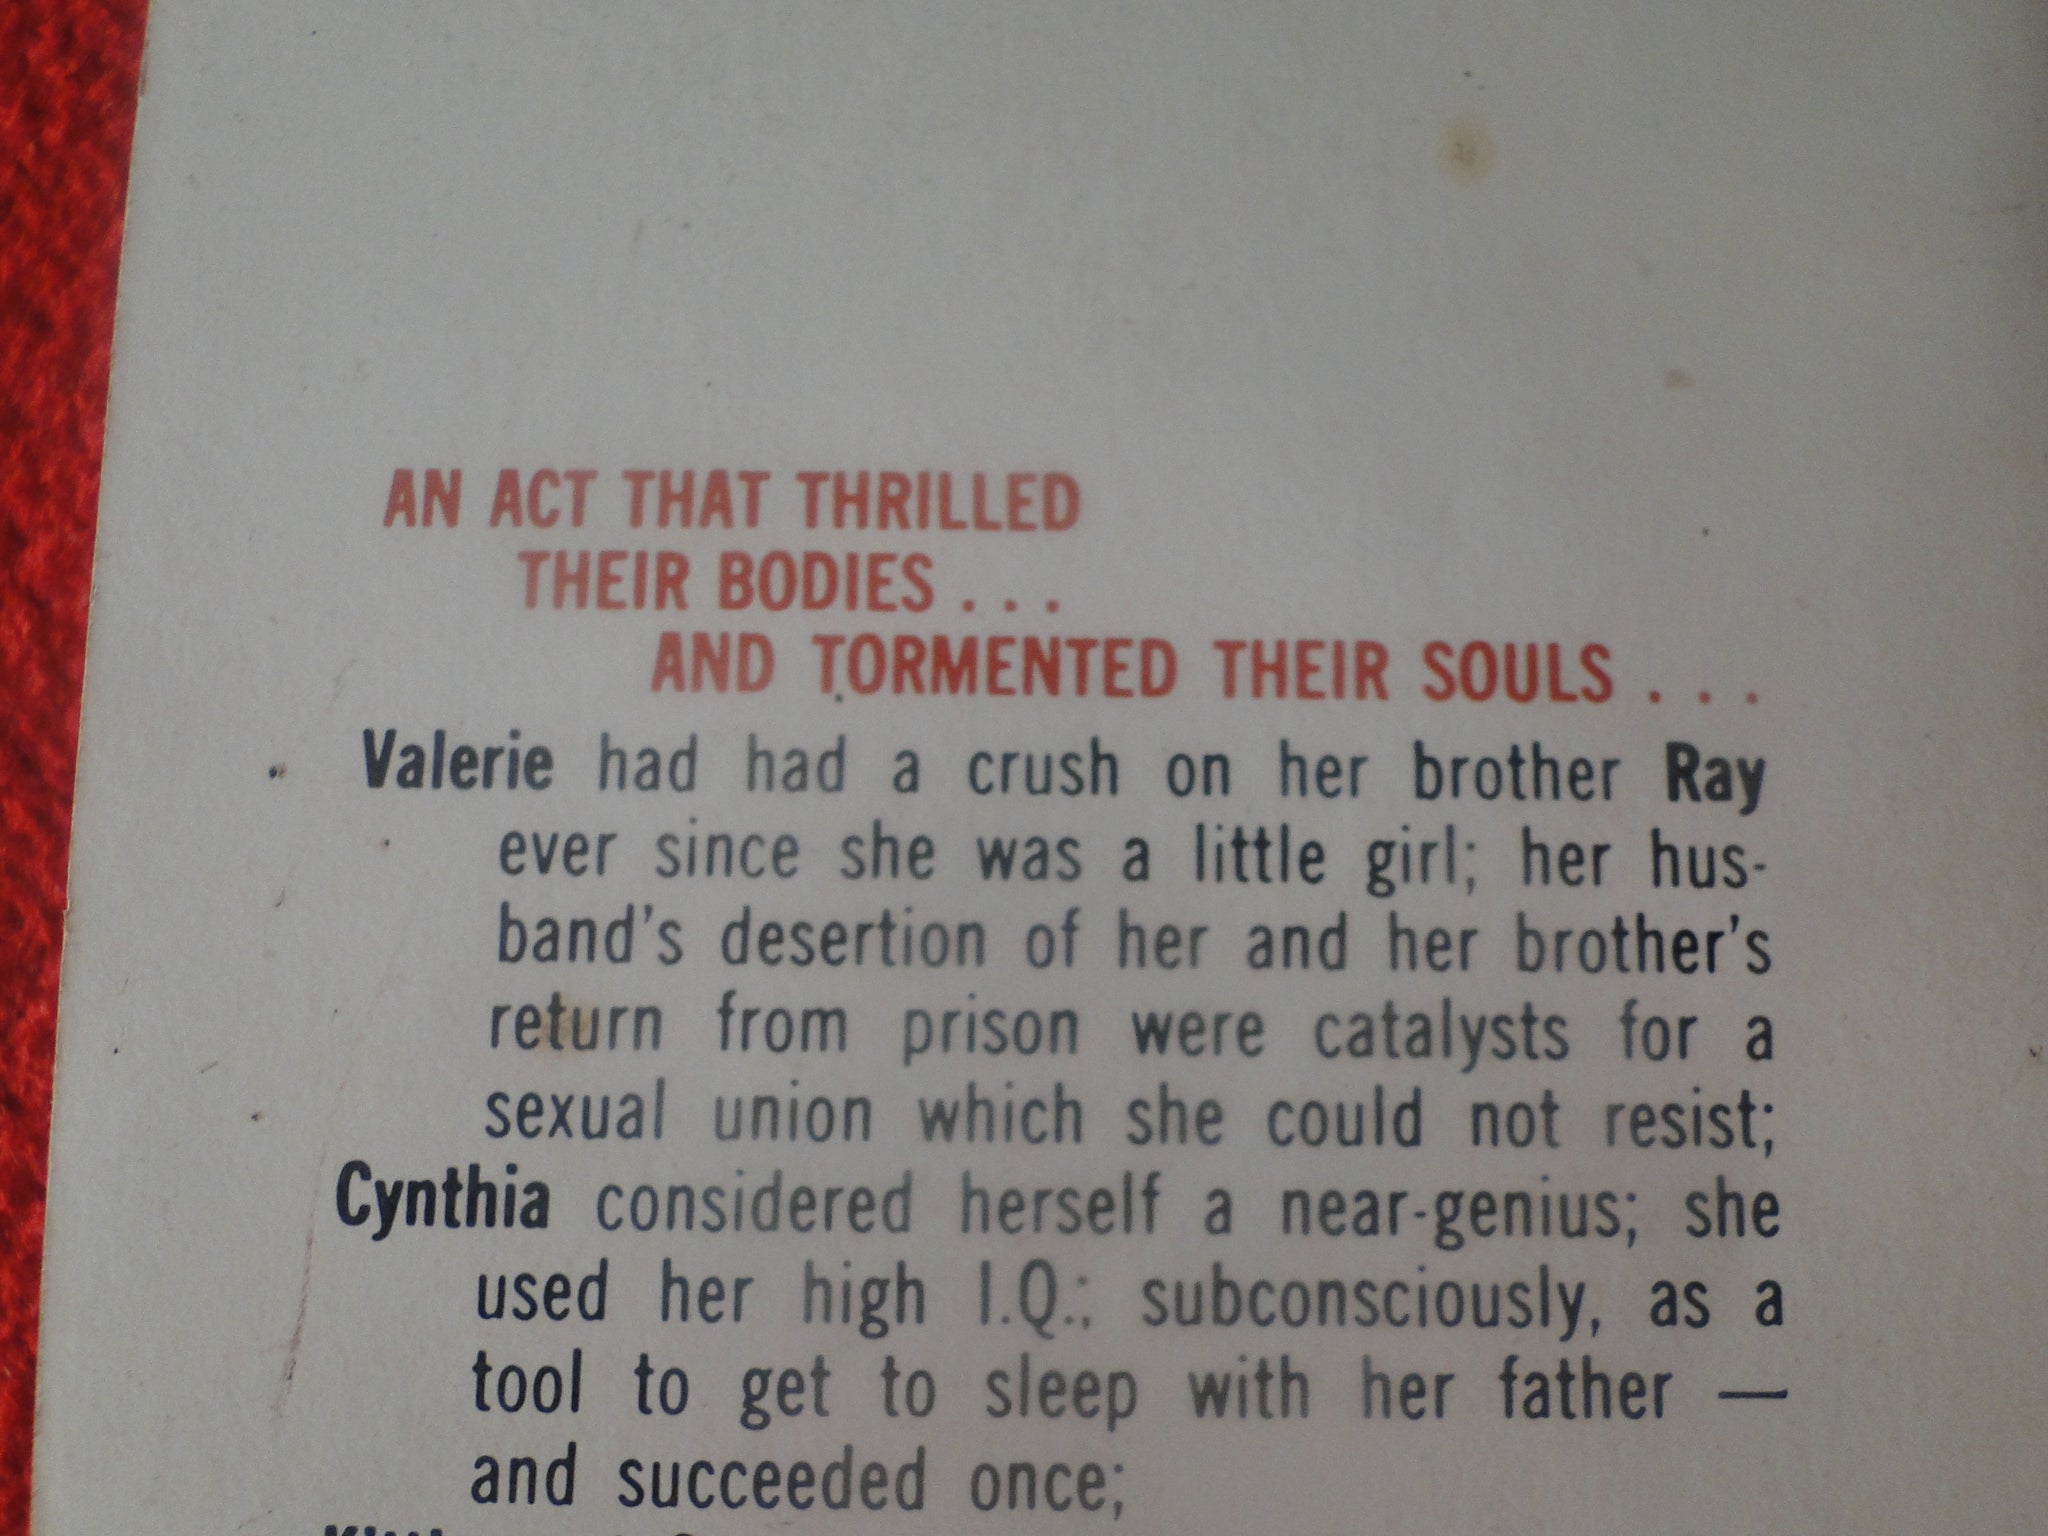 AN ACT THAT THRILLED
THEIR BODIES . . .
AND TORMENTED THEIR SOULS . . .
Valerie had had a crush on her brother Ray
ever since she was a little girl; her hus-
band's desertion of her and her brother's
return from prison were catalysts for a
sexual union which she could not resist;
Cynthia considered herself a near-genius; she
used her high I.Q.; subconsciously, as a
tool to get to sleep with her father —
and succeeded once;